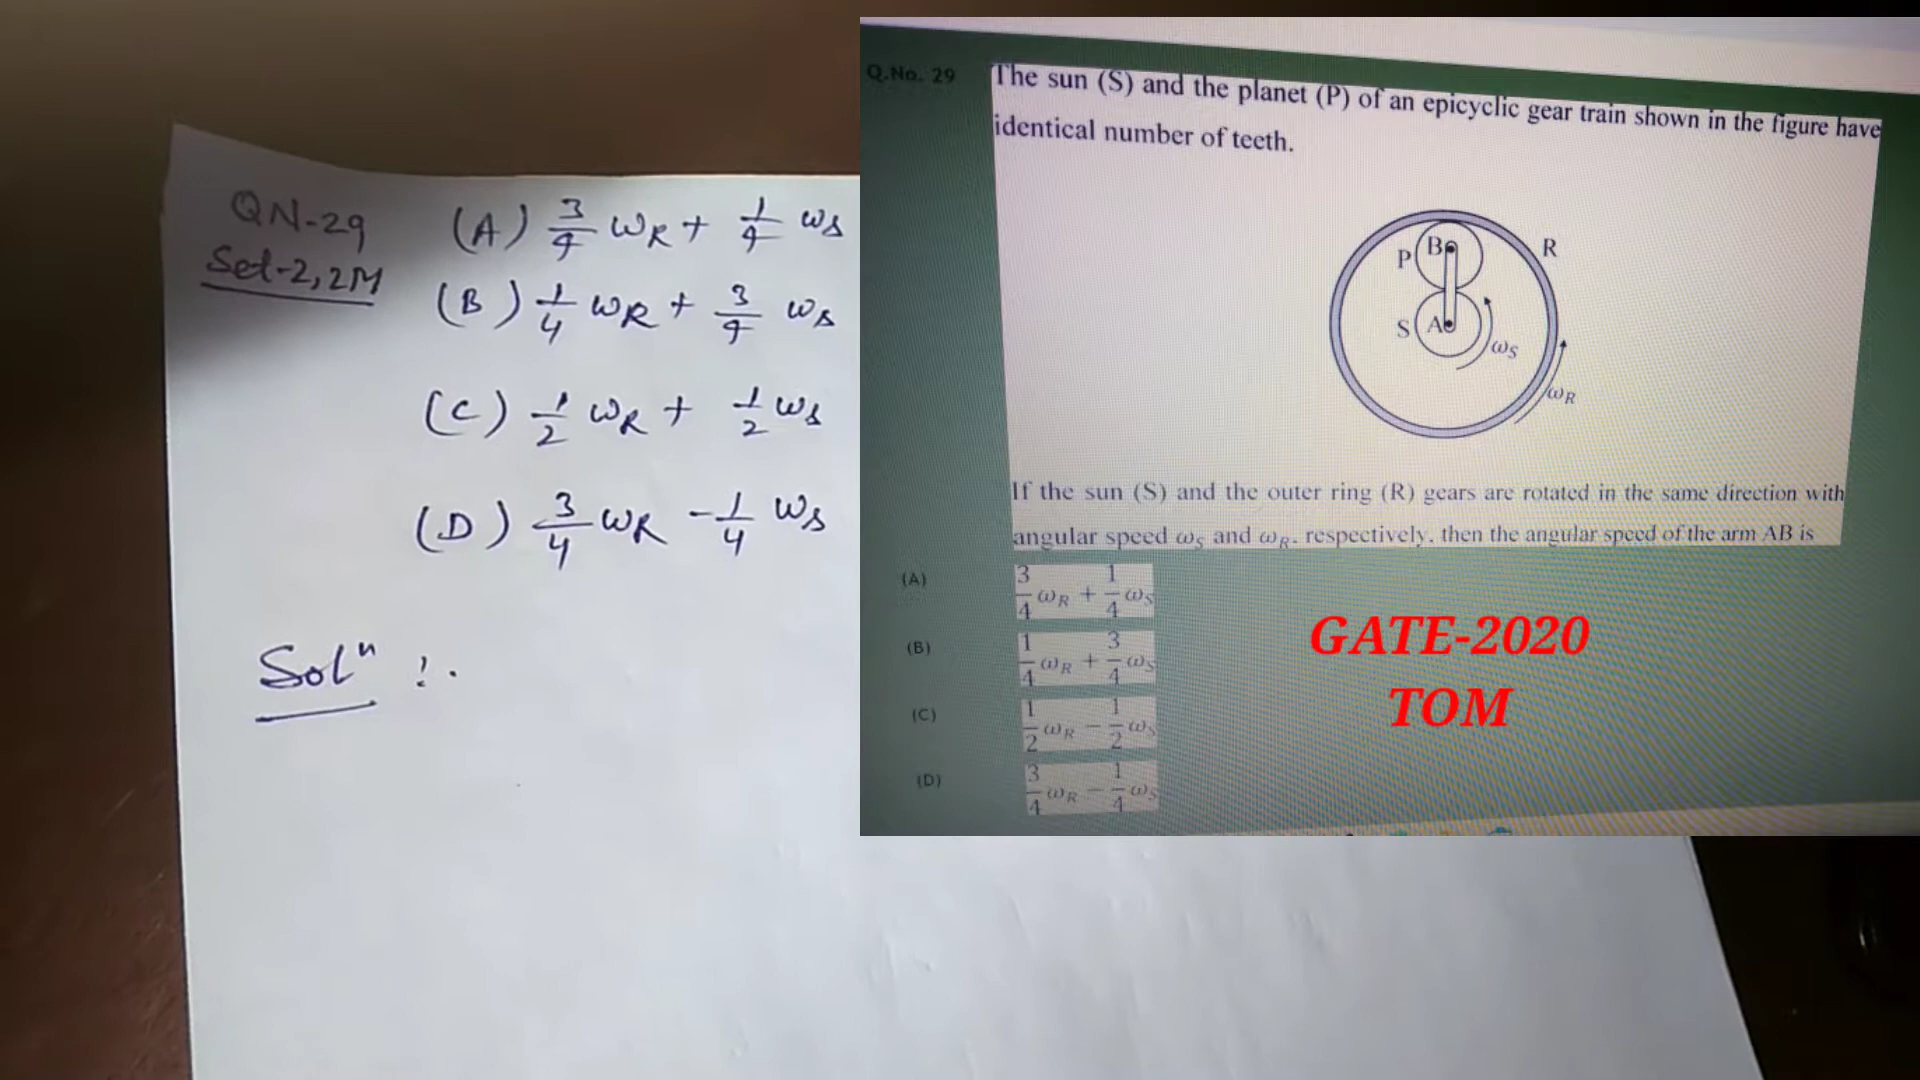 QN-29
Set-2, 2M
(A) 3/4 ωR + 1/4 ωs
(B) 1/4 ωR + 3/4 ωs
(C) 1/2 ωR + 1/2 ωs
(D) 3/4 ωR - 1/4 ωs
Solⁿ :.
Q.No. 29
The sun (S) and the planet (P) of an epicyclic gear train shown in the figure have
identical number of teeth.
B
P
R
S
A
ωS
ωR
If the sun (S) and the outer ring (R) gears are rotated in the same direction with
angular speed ωS and ωR, respectively, then the angular speed of the arm AB is
(A) 3/4 ωR + 1/4 ωS
(B) 1/4 ωR + 3/4 ωS
(C) 1/2 ωR − 1/2 ωS
(D) 3/4 ωR − 1/4 ωS
GATE-2020
TOM